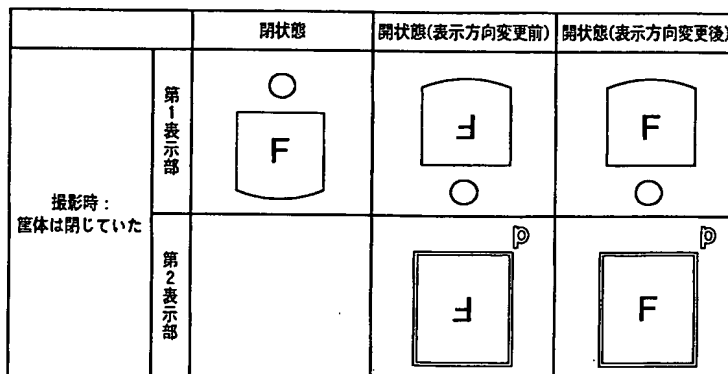 閉状態
開状態(表示方向変更前)
開状態(表示方向変更後)
撮影時：
筐体は閉じていた
第1表示部
F
F
F
第2表示部
p
F
p
F